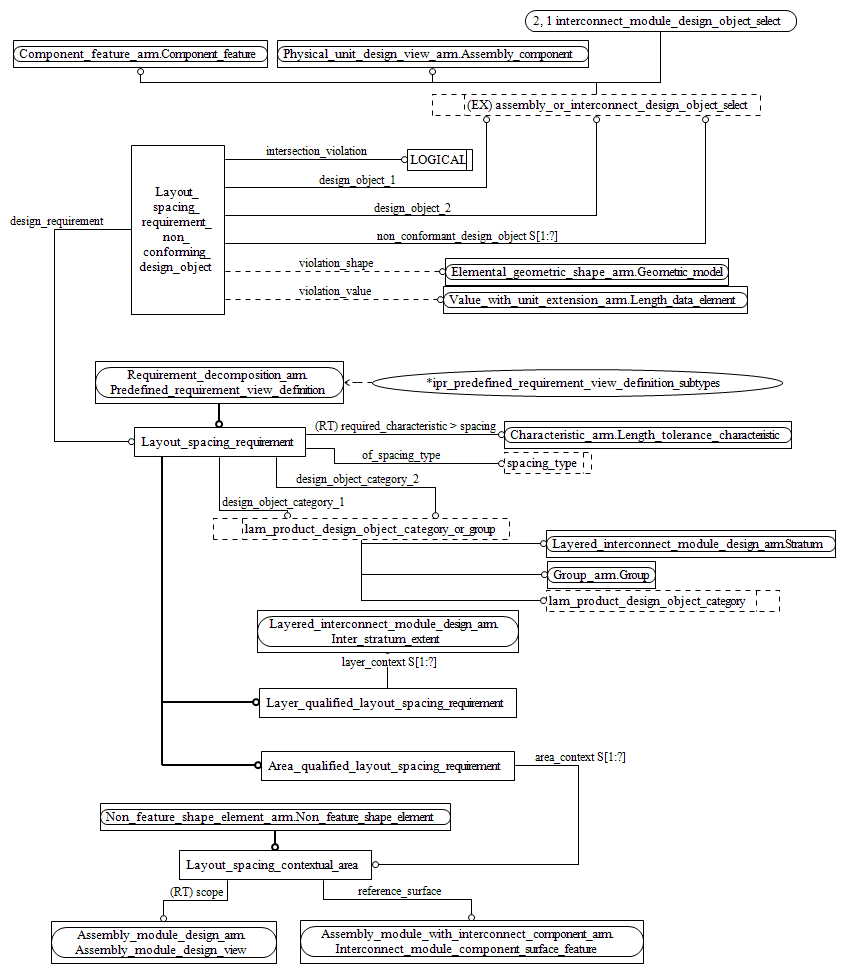 2, 1 interconnect_module_design_object_select
Component_feature_arm.Component_feature
Physical_unit_design_view_arm.Assembly_component
(EX) assembly_or_interconnect_design_object_select
intersection_violation
LOGICAL
design_object_1
Layout_
spacing_
requirement_
non_
conforming_
design_object
design_object_2
design_requirement
non_conformant_design_object S[1:?]
violation_shape
Elemental_geometric_shape_arm.Geometric_model
violation_value
Value_with_unit_extension_arm.Length_data_element
Requirement_decomposition_arm.
Predefined_requirement_view_definition
*ipr_predefined_requirement_view_definition_subtypes
(RT) required_characteristic > spacing
Characteristic_arm.Length_tolerance_characteristic
Layout_spacing_requirement
of_spacing_type
spacing_type
design_object_category_2
design_object_category_1
lam_product_design_object_category_or_group
Layered_interconnect_module_design_arm.Stratum
Group_arm.Group
lam_product_design_object_category
Layered_interconnect_module_design_arm.
Inter_stratum_extent
layer_context S[1:?]
Layer_qualified_layout_spacing_requirement
area_context S[1:?]
Area_qualified_layout_spacing_requirement
Non_feature_shape_element_arm.Non_feature_shape_element
Layout_spacing_contextual_area
(RT) scope
reference_surface
Assembly_module_design_arm.
Assembly_module_design_view
Assembly_module_with_interconnect_component_arm.
Interconnect_module_component_surface_feature